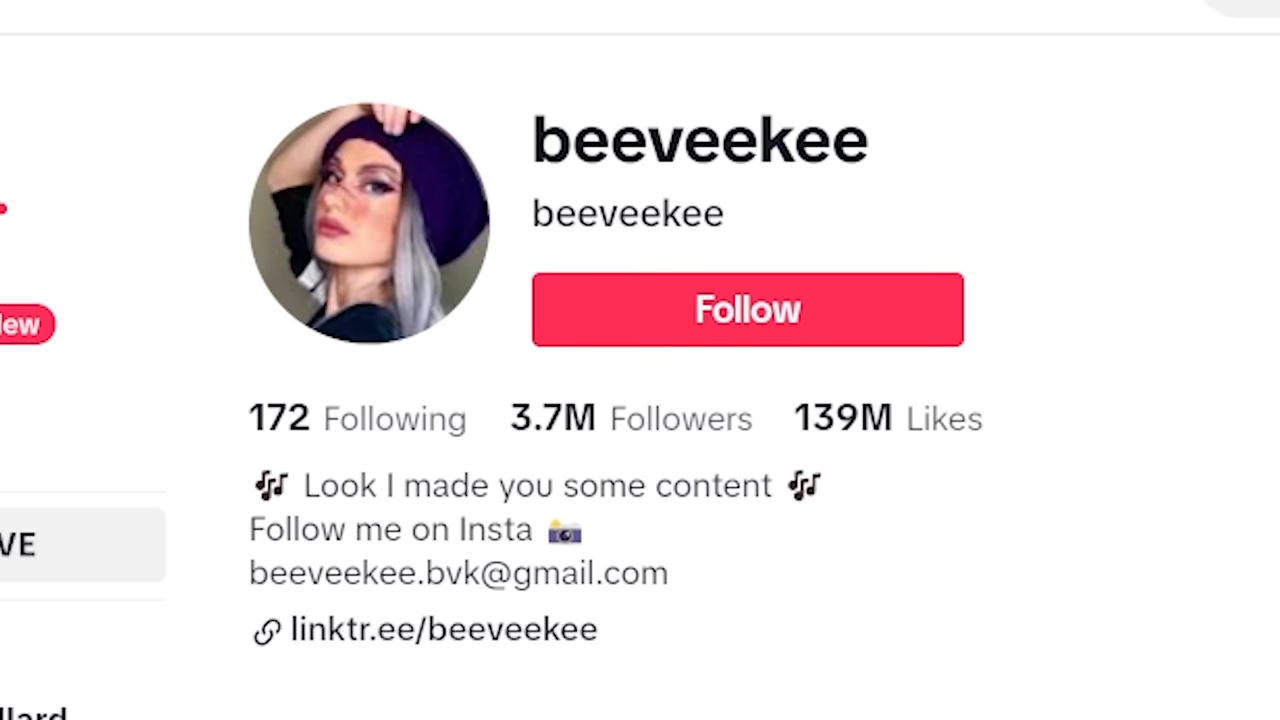 beeveekee
beeveekee
Follow
172 Following 3.7M Followers 139M Likes
🎶 Look I made you some content 🎶
Follow me on Insta 📸
beeveekee.bvk@gmail.com
linktr.ee/beeveekee